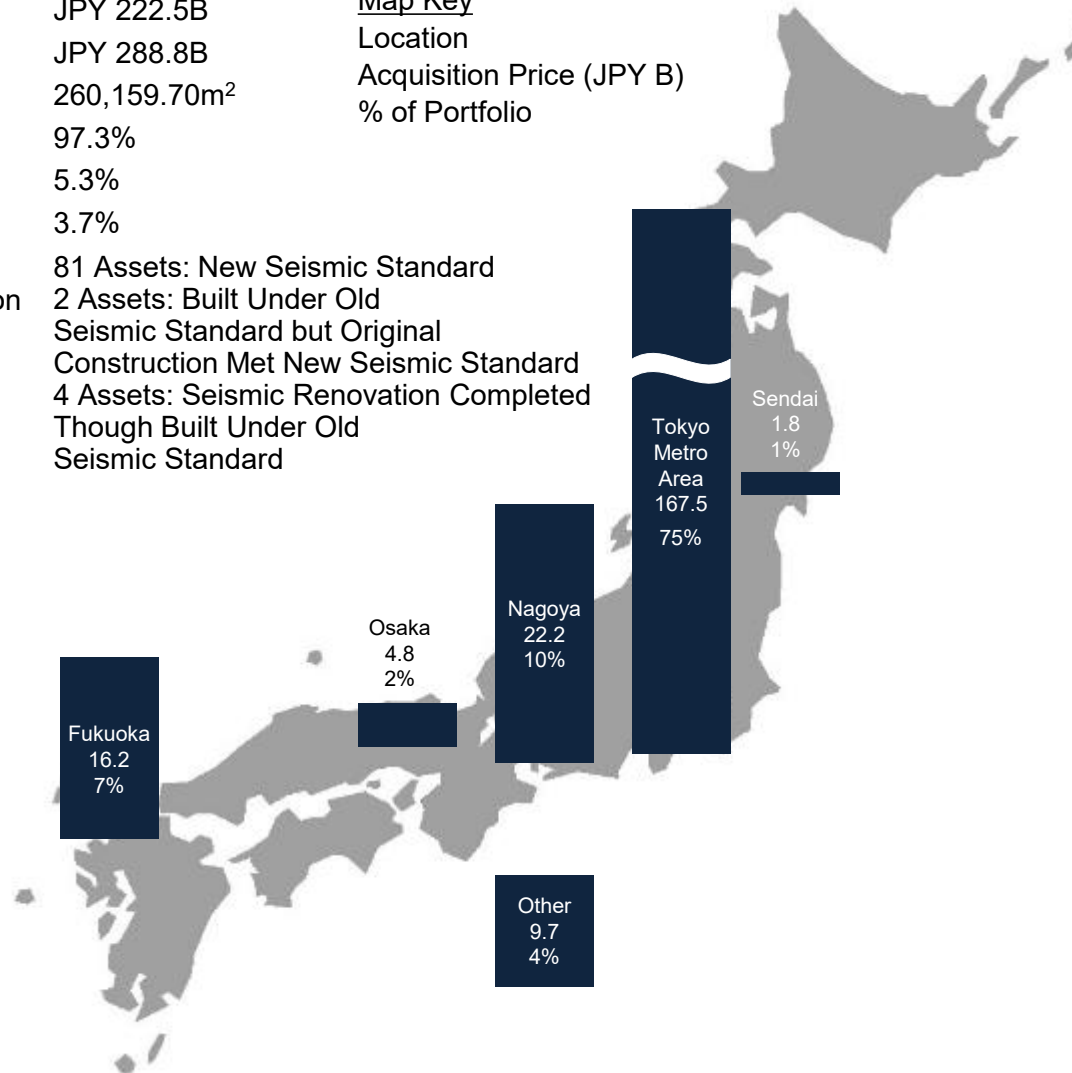 JPY 222.5B
JPY 288.8B
260,159.70m²
97.3%
5.3%
3.7%
81 Assets: New Seismic Standard
on
2 Assets: Built Under Old
Seismic Standard but Original
Construction Met New Seismic Standard
4 Assets: Seismic Renovation Completed
Though Built Under Old
Seismic Standard
Map Key
Location
Acquisition Price (JPY B)
% of Portfolio
Sendai
1.8
1%
Tokyo
Metro
Area
167.5
75%
Nagoya
22.2
10%
Osaka
4.8
2%
Fukuoka
16.2
7%
Other
9.7
4%